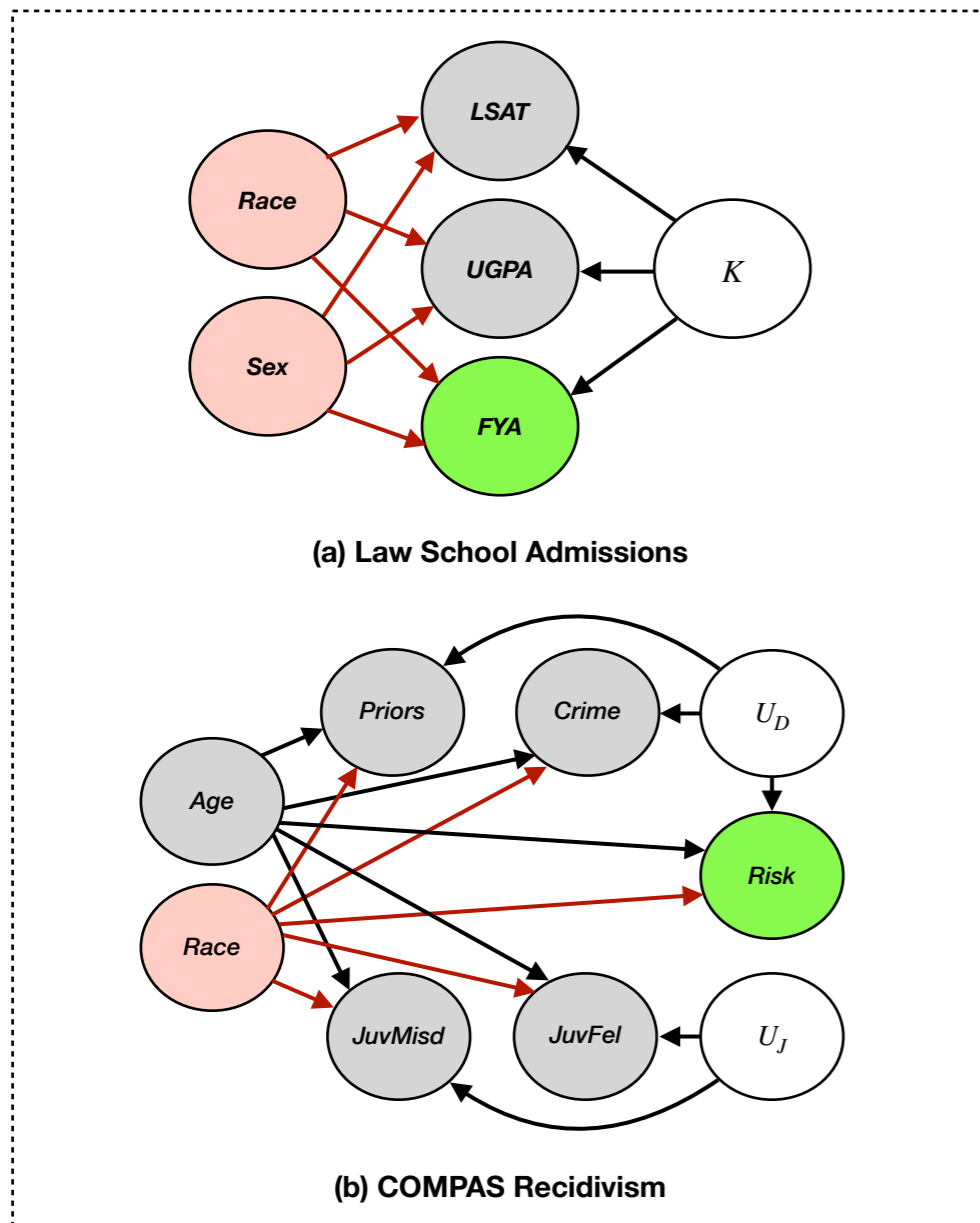 LSAT
Race
UGPA
K
Sex
FYA
(a) Law School Admissions
Priors
Crime
U_D
Age
Risk
Race
JuvMisd
JuvFel
U_J
(b) COMPAS Recidivism